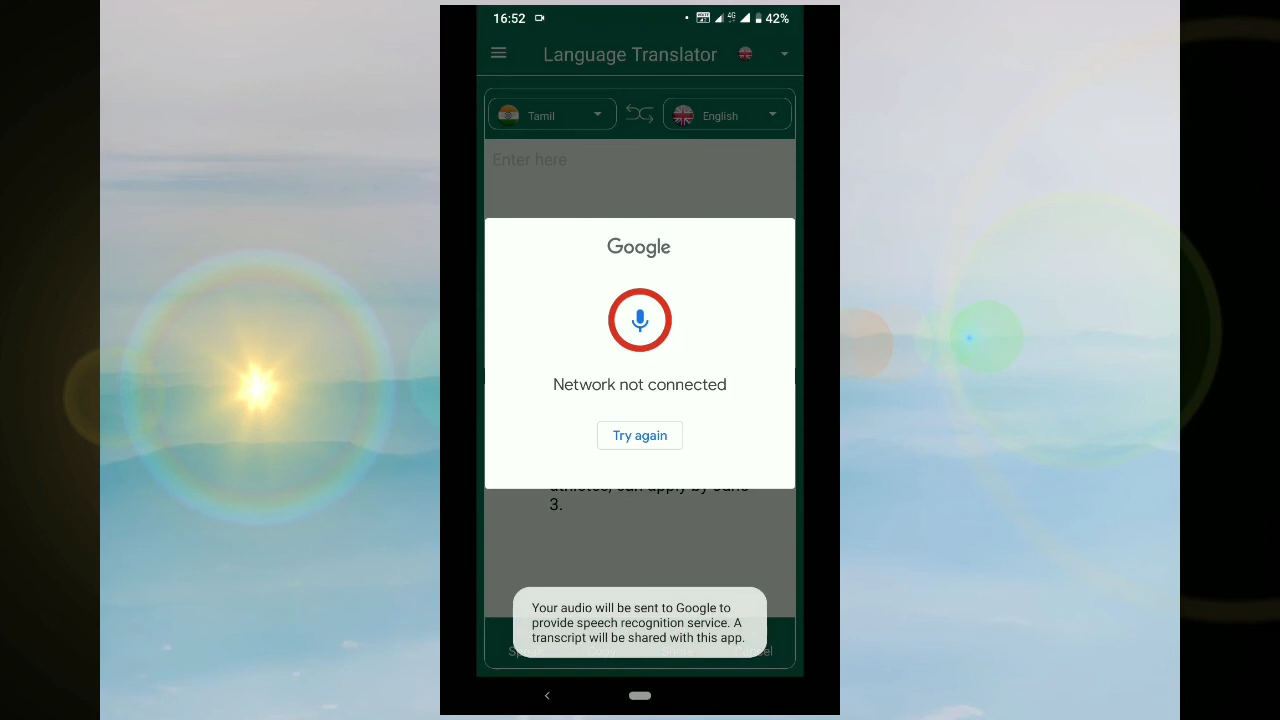 16:52 42%
Language Translator
Tamil English
Enter here
Google
Network not connected
Try again
3.
Your audio will be sent to Google to
provide speech recognition service. A
transcript will be shared with this app.